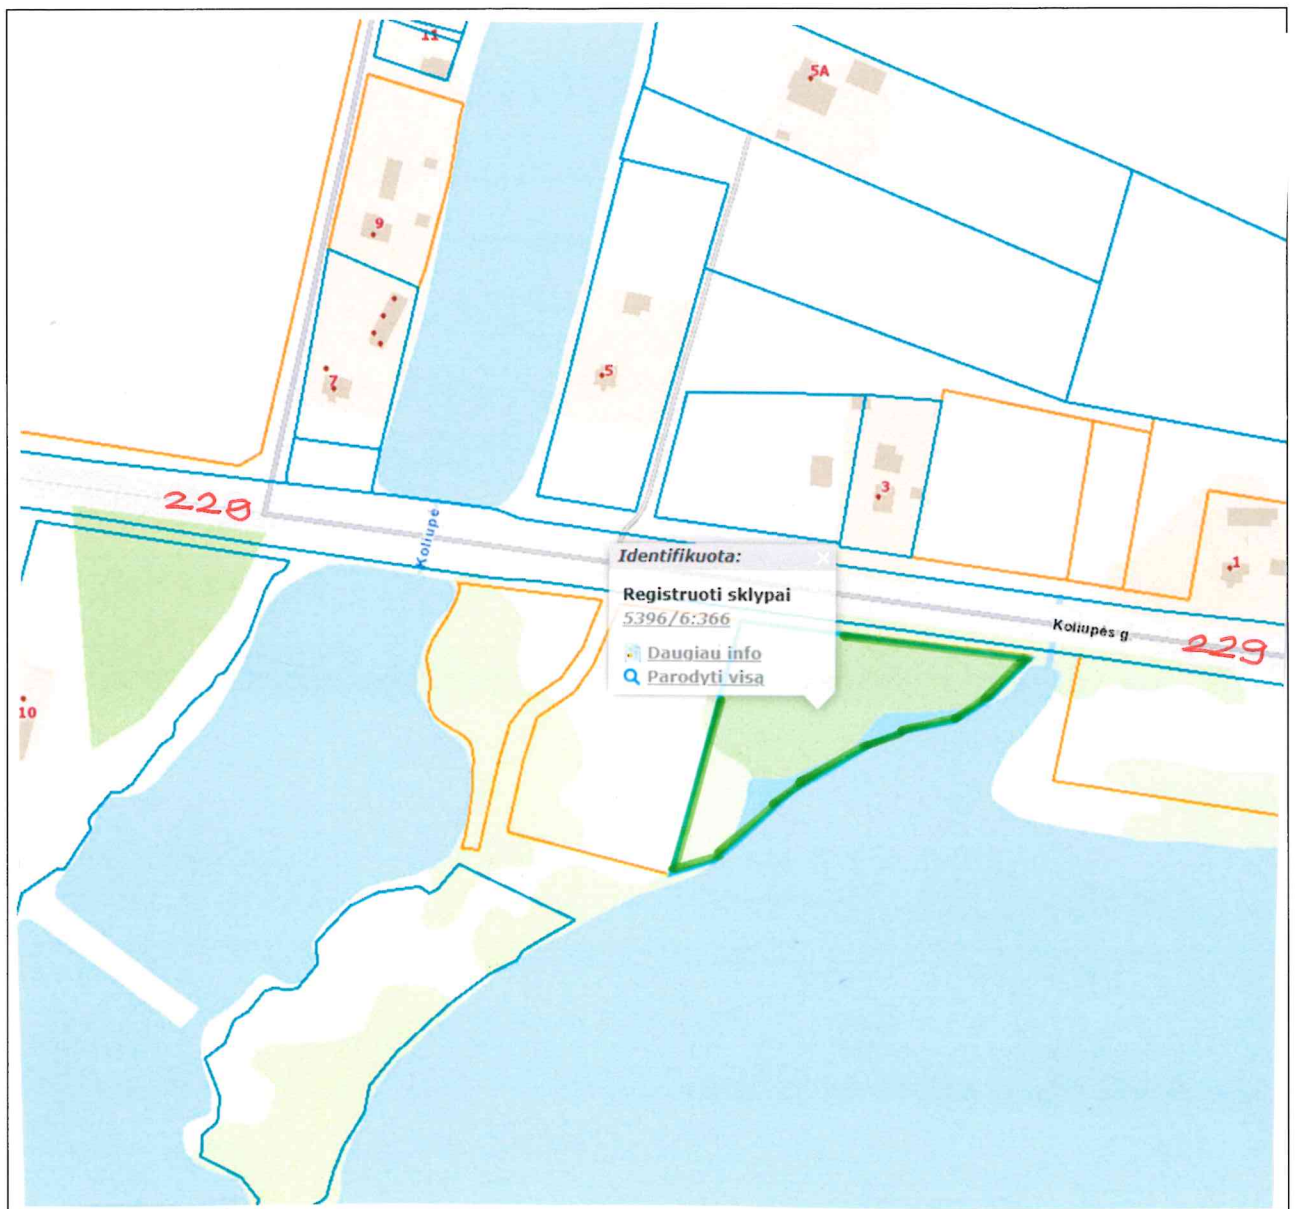 11
5A
9
5
7
3
220
Koliupė
Identifikuota:
1
Registruoti sklypai
5396/6:366
Koliupės g.
229
Daugiau info
Parodyti visą
10